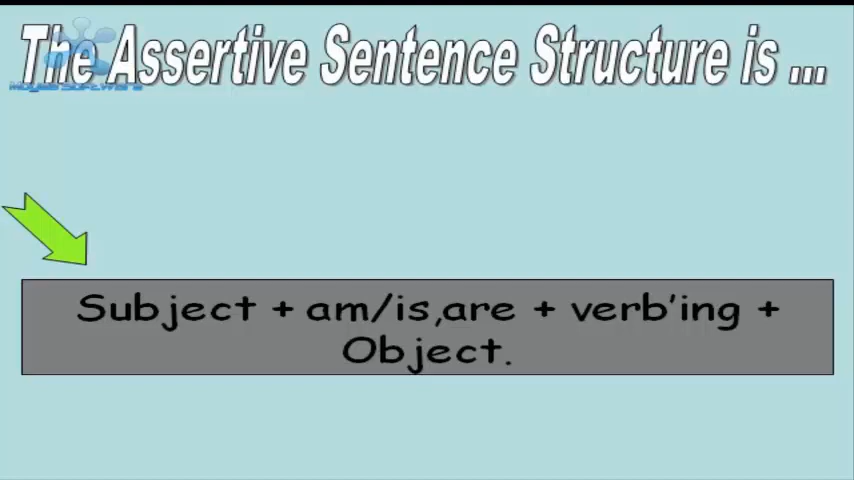 The Assertive Sentence Structure is ...
Subject + am/is,are + verb'ing +
Object.